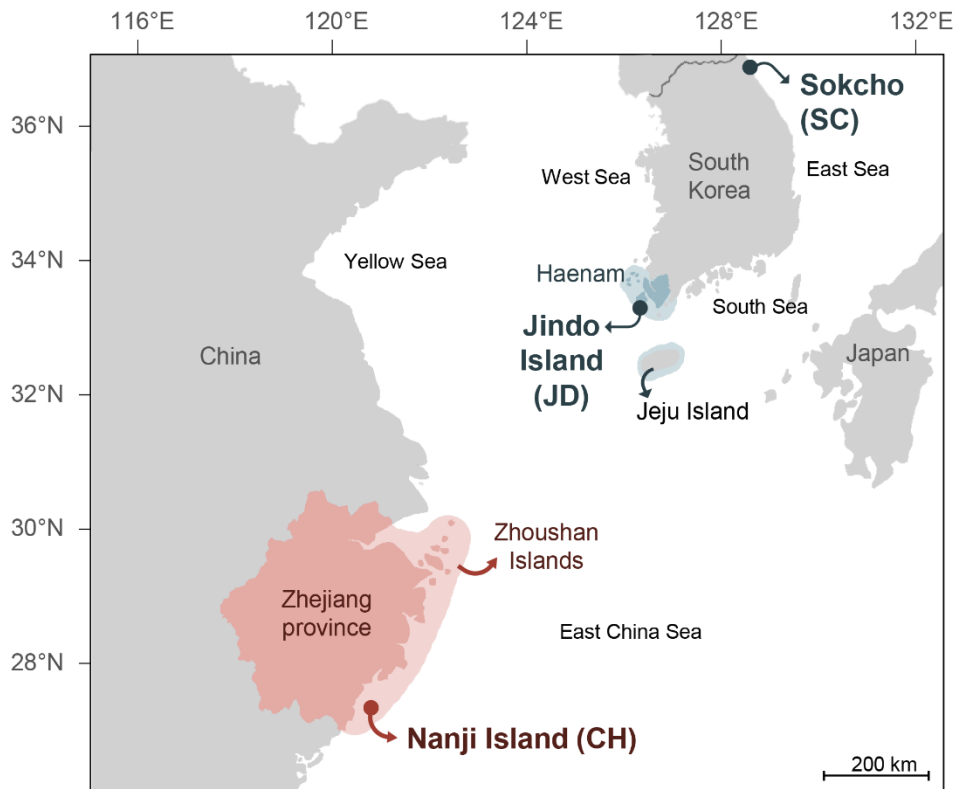 116°E
120°E
124°E
128°E
132°E
36°N
34°N
32°N
30°N
28°N
Sokcho
(SC)
South
Korea
East Sea
West Sea
Yellow Sea
Haenam
South Sea
Jindo
Island
(JD)
Japan
China
Jeju Island
Zhoushan
Islands
Zhejiang
province
East China Sea
Nanji Island (CH)
200 km